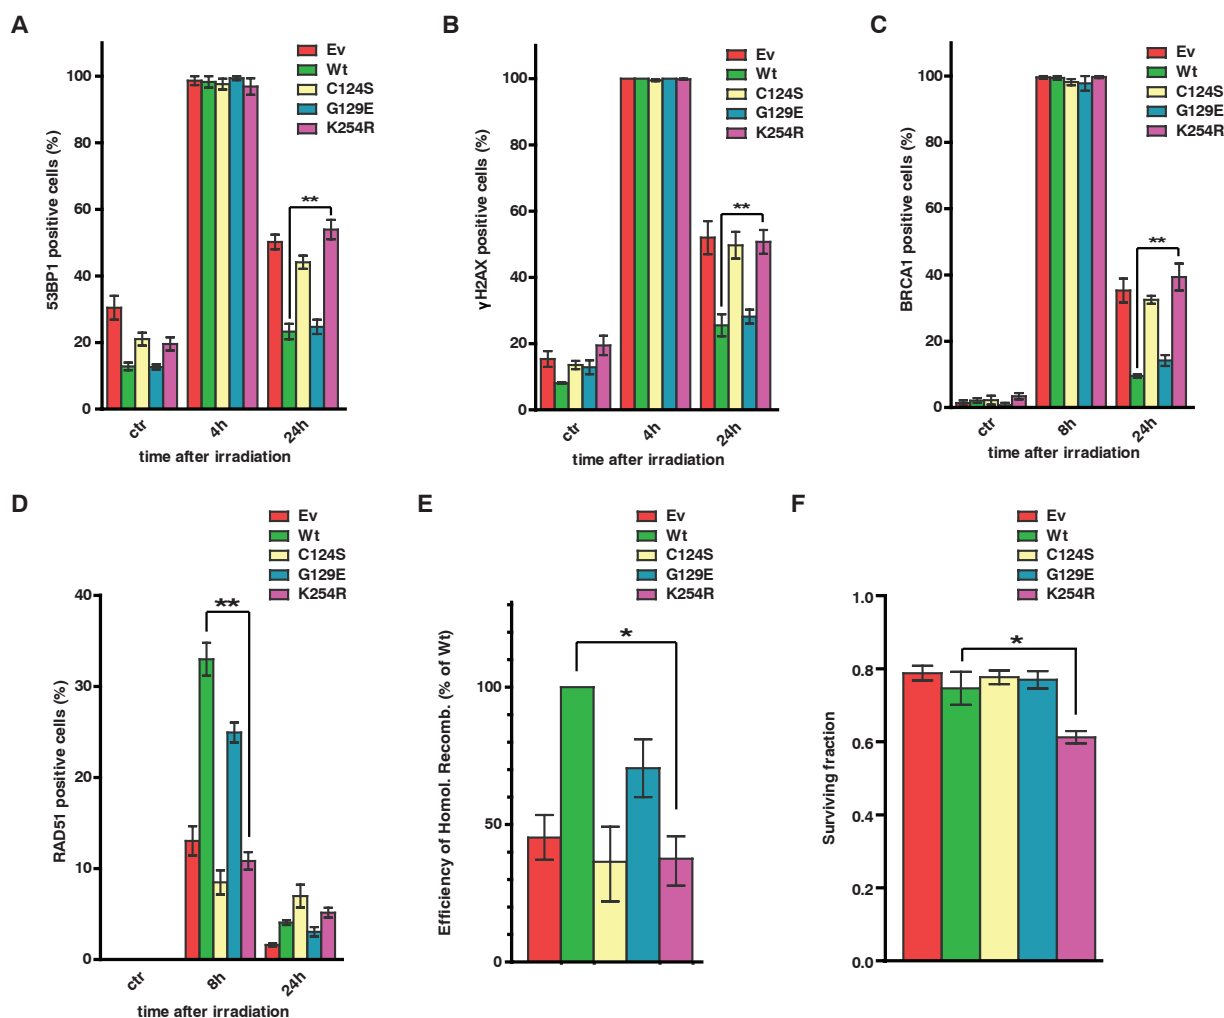 A
Ev
Wt
C124S
G129E
K254R
53BP1 positive cells (%)
100
80
60
40
20
0
**
ctr
4h
24h
time after irradiation
B
Ev
Wt
C124S
G129E
K254R
γH2AX positive cells (%)
100
80
60
40
20
0
**
ctr
4h
24h
time after irradiation
C
Ev
Wt
C124S
G129E
K254R
BRCA1 positive cells (%)
100
80
60
40
20
0
**
ctr
8h
24h
time after irradiation
D
Ev
Wt
C124S
G129E
K254R
RAD51 positive cells (%)
40
30
20
10
0
**
ctr
8h
24h
time after irradiation
E
Ev
Wt
C124S
G129E
K254R
Efficiency of Homol. Recomb. (% of Wt)
100
50
0
*
F
Ev
Wt
C124S
G129E
K254R
Surviving fraction
1.0
0.8
0.6
0.4
0.2
0.0
*